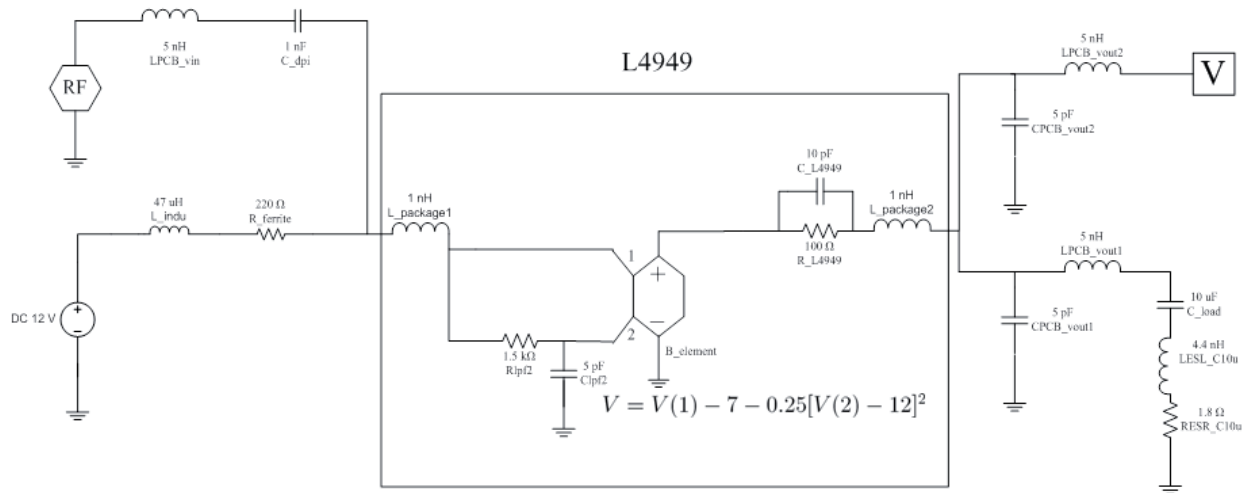 5 nH
LPCB_vin
1 nF
C_dpi
RF
L4949
5 nH
LPCB_vout2
V
5 pF
CPCB_vout2
10 pF
C_L4949
47 uH
L_indu
220 Ω
R_ferrite
1 nH
L_package1
1 nH
L_package2
100 Ω
R_L4949
5 nH
LPCB_vout1
1
+
−
2
DC 12 V
+
−
1.5 kΩ
Rlpf2
5 pF
Clpf2
B_element
5 pF
CPCB_vout1
10 uF
C_load
4.4 nH
LESL_C10u
V = V(1) − 7 − 0.25[V(2) − 12]²
1.8 Ω
RESR_C10u